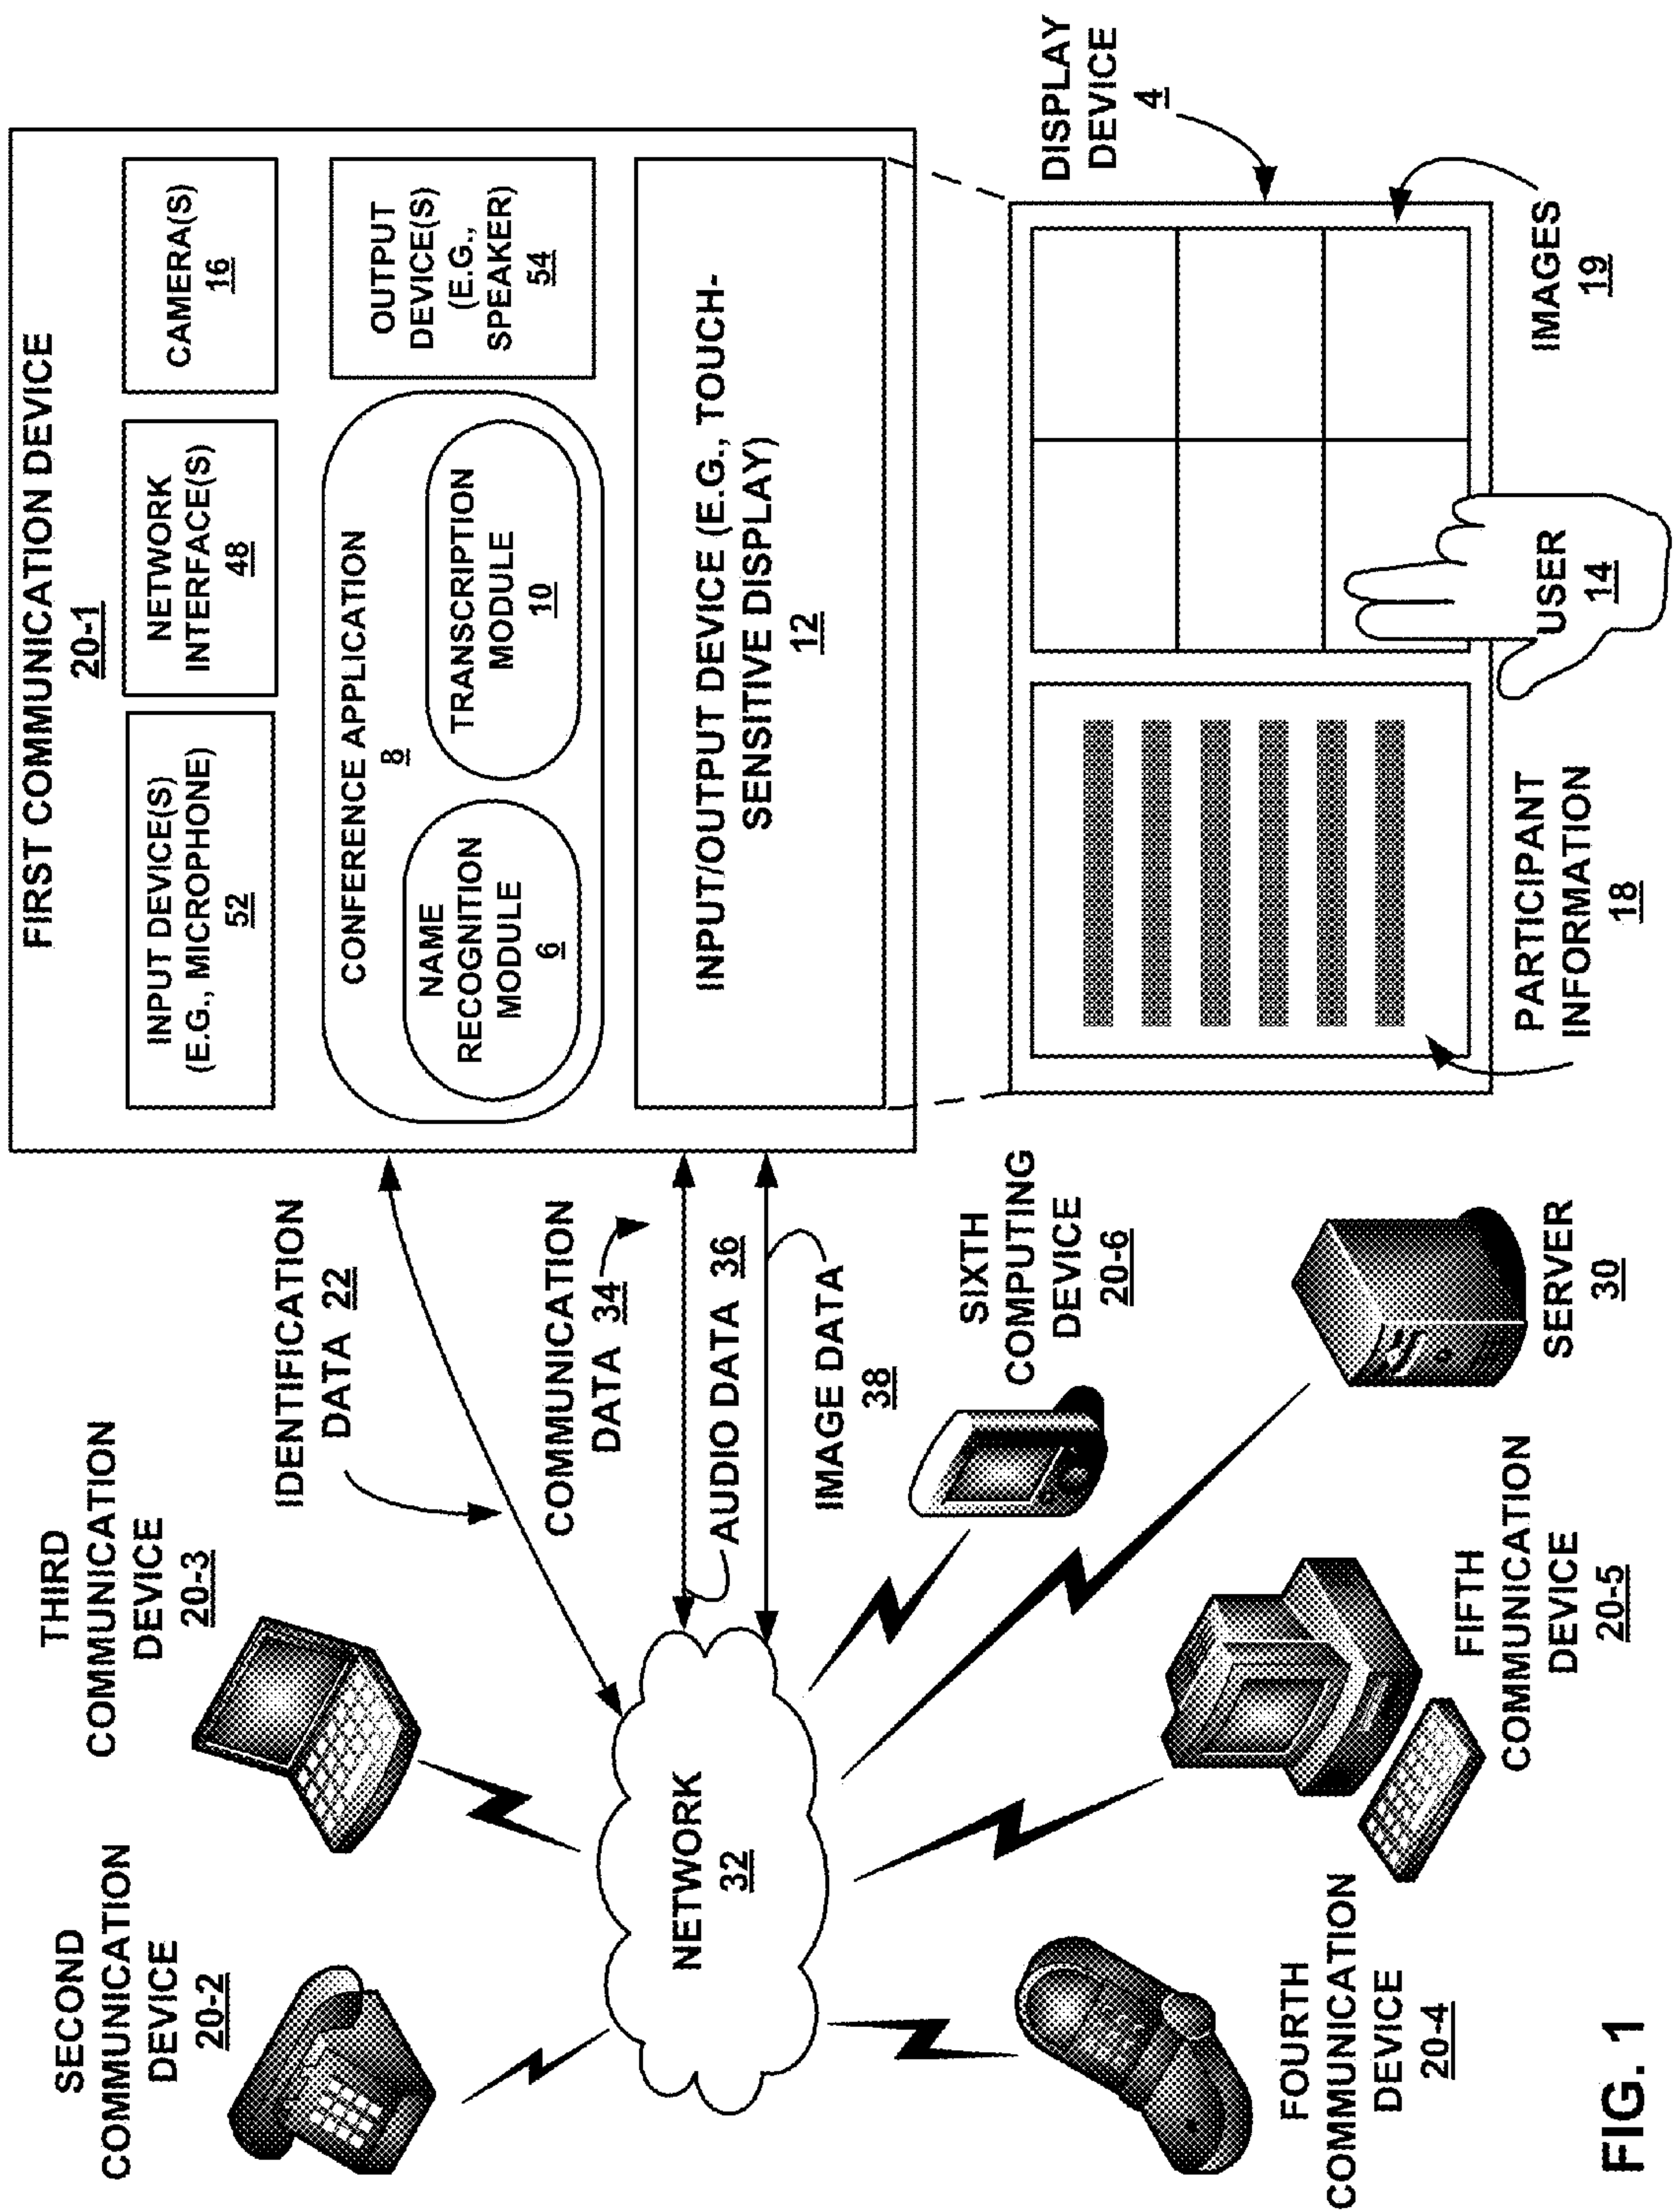 FIRST COMMUNICATION DEVICE
20-1
INPUT DEVICE(S)
(E.G., MICROPHONE)
52
NETWORK
INTERFACE(S)
48
CAMERA(S)
16
CONFERENCE APPLICATION
8
NAME
RECOGNITION
MODULE
6
TRANSCRIPTION
MODULE
10
OUTPUT
DEVICE(S)
(E.G.,
SPEAKER)
54
INPUT/OUTPUT DEVICE (E.G., TOUCH-
SENSITIVE DISPLAY)
12
DISPLAY
DEVICE
4
IMAGES
19
USER
14
PARTICIPANT
INFORMATION
18
SECOND
COMMUNICATION
DEVICE
20-2
THIRD
COMMUNICATION
DEVICE
20-3
IDENTIFICATION
DATA 22
COMMUNICATION
DATA 34
AUDIO DATA 36
IMAGE DATA
38
NETWORK
32
SIXTH
COMPUTING
DEVICE
20-6
SERVER
30
FOURTH
COMMUNICATION
DEVICE
20-4
FIFTH
COMMUNICATION
DEVICE
20-5
FIG. 1